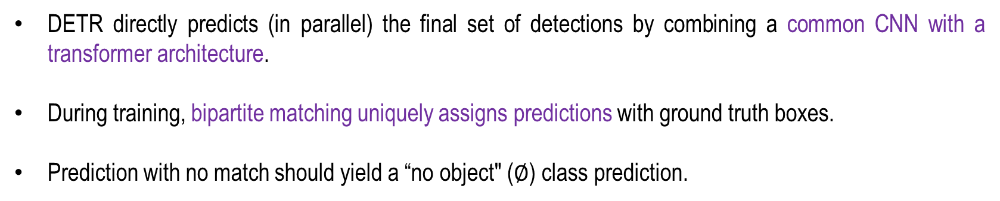 • DETR directly predicts (in parallel) the final set of detections by combining a common CNN with a
transformer architecture.
• During training, bipartite matching uniquely assigns predictions with ground truth boxes.
• Prediction with no match should yield a “no object" (∅) class prediction.